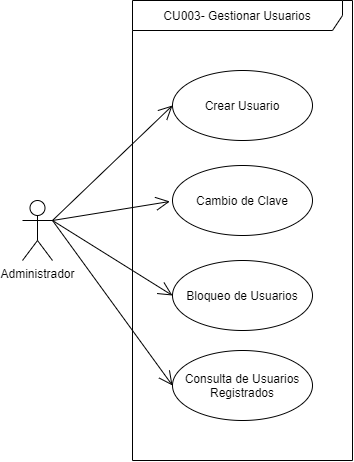 CU003- Gestionar Usuarios
Crear Usuario
Cambio de Clave
Administrador
Bloqueo de Usuarios
Consulta de Usuarios
Registrados